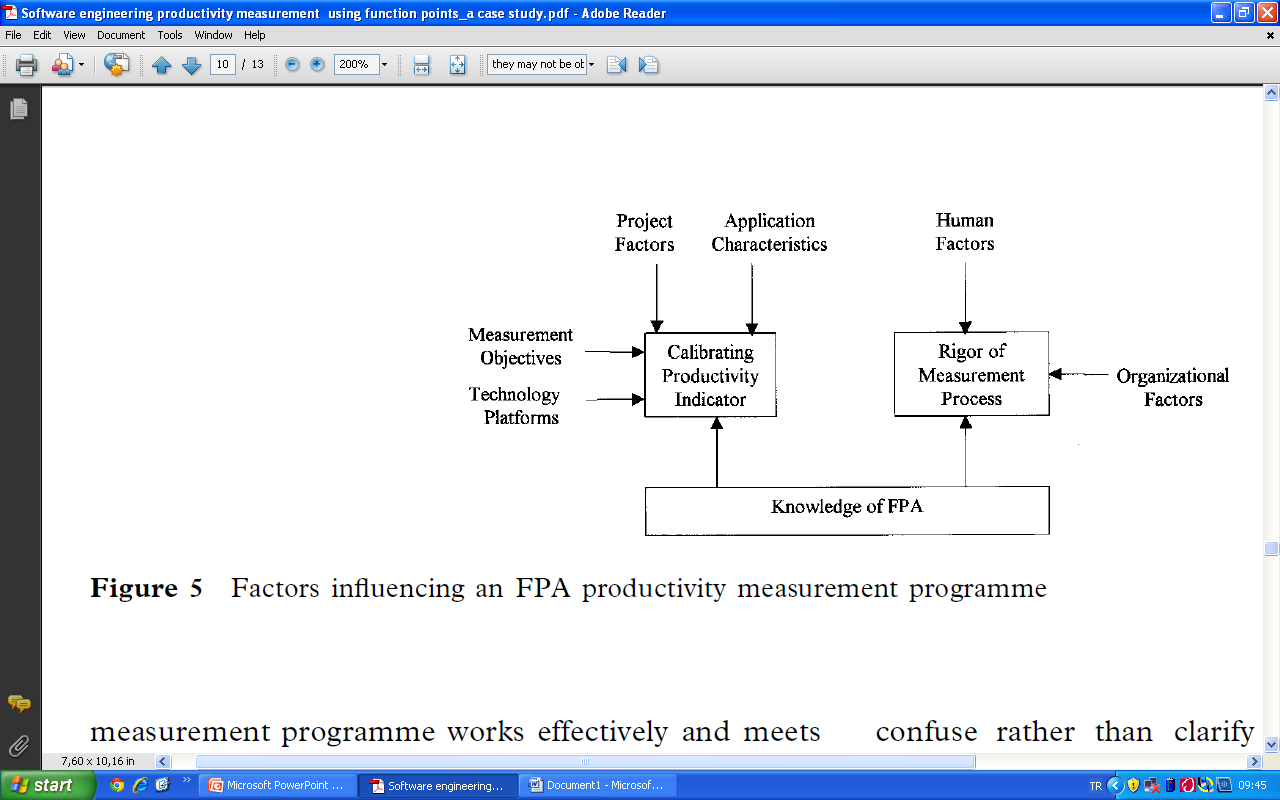 Software engineering productivity measurement  using function points_a case study.pdf - Adobe Reader
File Edit View Document Tools Window Help
10 / 13 200% they may not be ot
Project Factors
Application Characteristics
Human Factors
Measurement Objectives
Technology Platforms
Calibrating Productivity Indicator
Rigor of Measurement Process
Organizational Factors
Knowledge of FPA
Figure 5 Factors influencing an FPA productivity measurement programme
measurement programme works effectively and meets
confuse rather than clarify
7,60 x 10,16 in
start Microsoft PowerPoint ... Software engineering... Document1 - Microsof... TR 09:45